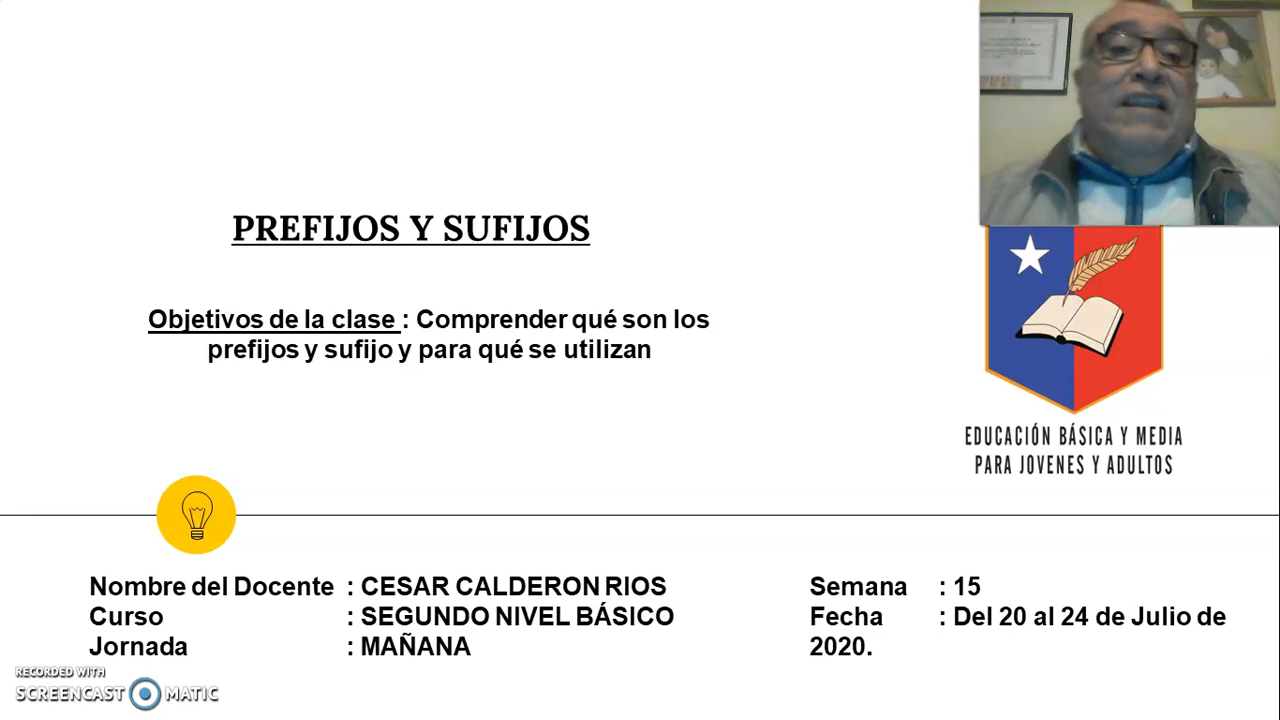 PREFIJOS Y SUFIJOS
Objetivos de la clase : Comprender qué son los
prefijos y sufijo y para qué se utilizan
EDUCACIÓN BÁSICA Y MEDIA
PARA JOVENES Y ADULTOS
Nombre del Docente : CESAR CALDERON RIOS
Curso : SEGUNDO NIVEL BÁSICO
Jornada : MAÑANA
Semana : 15
Fecha : Del 20 al 24 de Julio de
2020.
RECORDED WITH
SCREENCAST MATIC